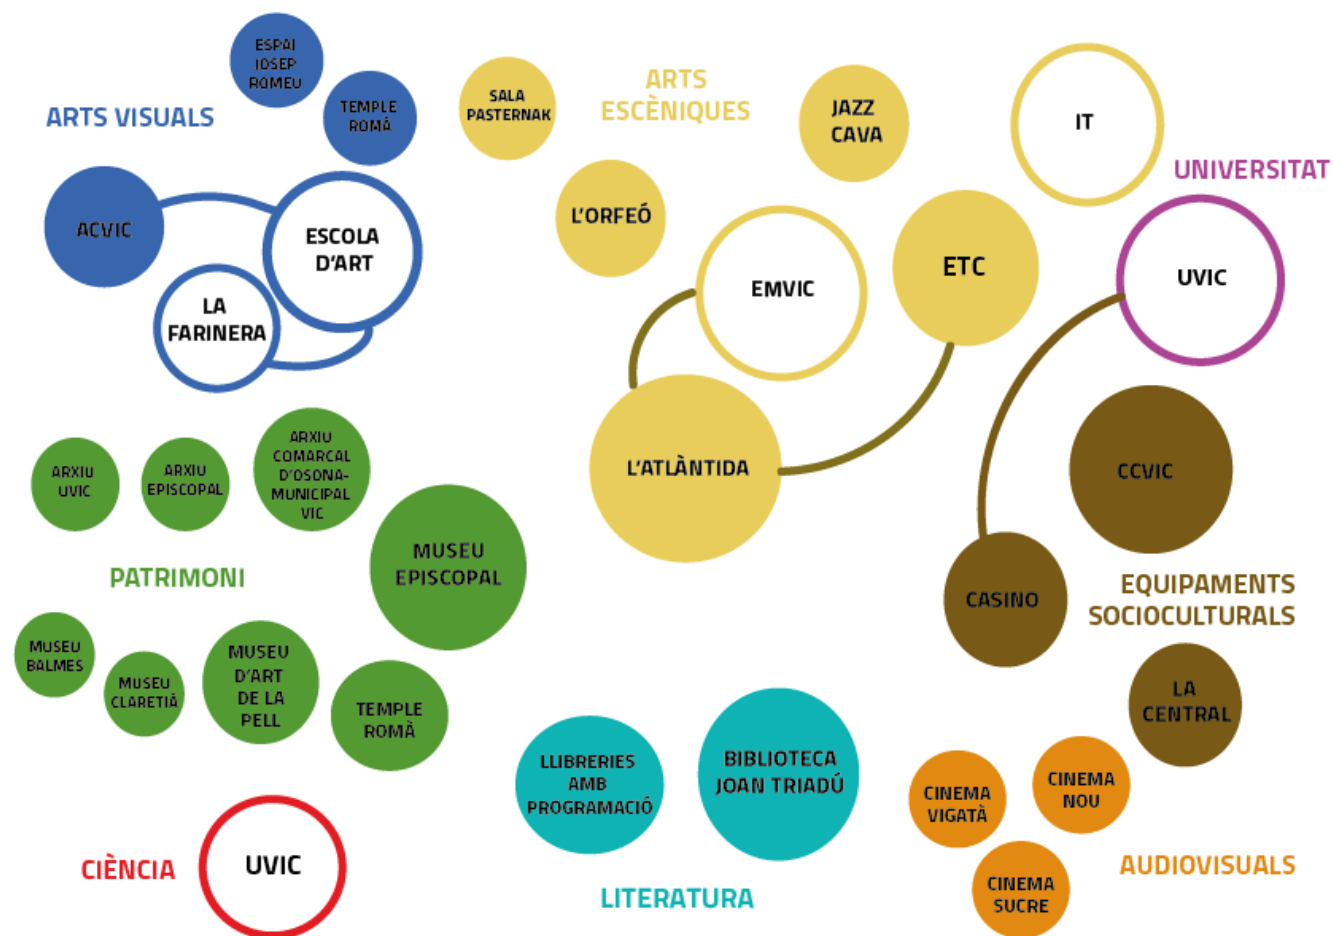 ARTS VISUALS
ESPAI
JOSEP
ROMEU
TEMPLE
ROMÀ
ACVIC
ESCOLA
D'ART
LA
FARINERA
ARTS
ESCÈNIQUES
SALA
PASTERNAK
JAZZ
CAVA
IT
L'ORFEÓ
EMVIC
ETC
L'ATLÀNTIDA
UNIVERSITAT
UVIC
ARXIU
UVIC
ARXIU
EPISCOPAL
ARXIU
COMARCAL
D'OSONA-
MUNICIPAL
VIC
MUSEU
EPISCOPAL
PATRIMONI
MUSEU
BALMES
MUSEU
CLARETIÀ
MUSEU
D'ART
DE LA
PELL
TEMPLE
ROMÀ
CCVIC
CASINO
EQUIPAMENTS
SOCIOCULTURALS
LA
CENTRAL
CIÈNCIA
UVIC
LLIBRERIES
AMB
PROGRAMACIÓ
BIBLIOTECA
JOAN TRIADÚ
LITERATURA
CINEMA
VIGATÀ
CINEMA
NOU
CINEMA
SUCRE
AUDIOVISUALS